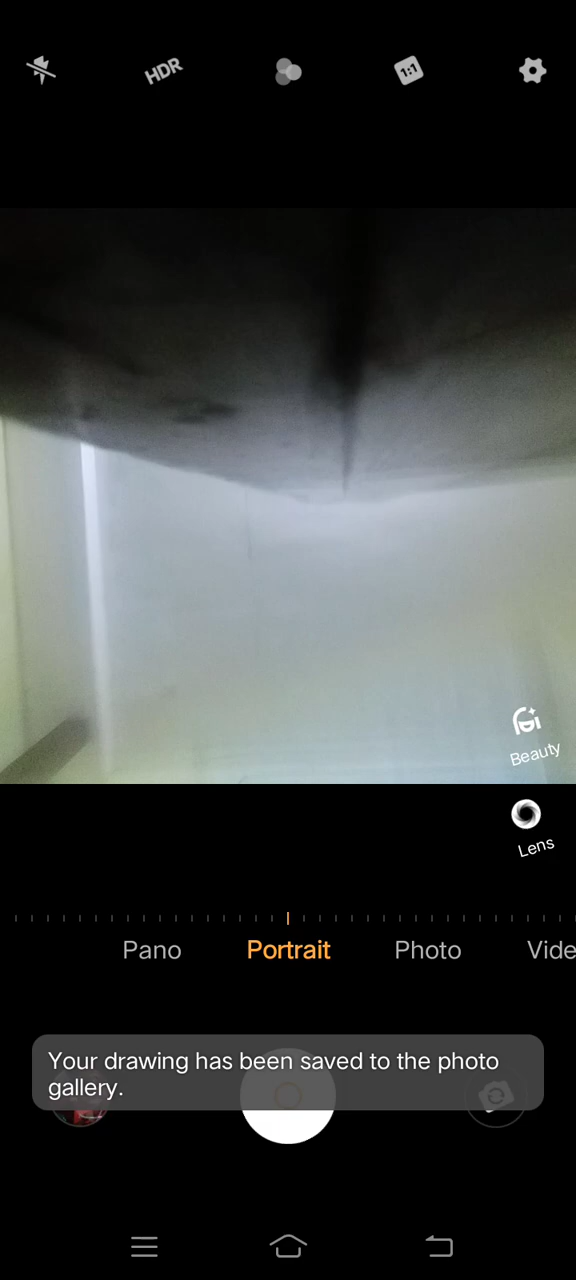 HDR
1:1
Beauty
Lens
Pano Portrait Photo Vide
Your drawing has been saved to the photo
gallery.